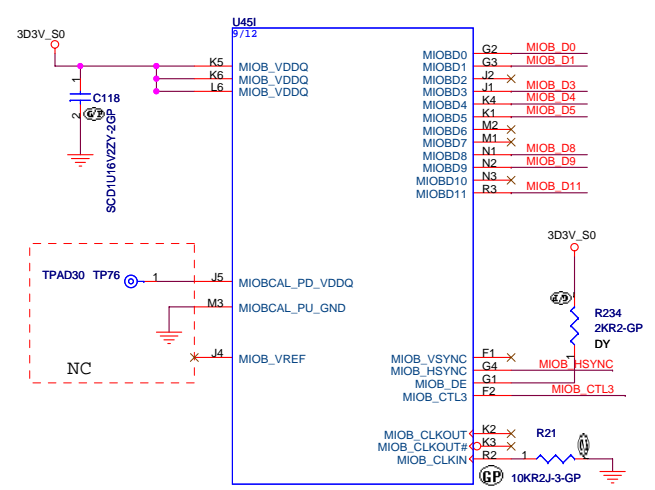 U45I
9/12
3D3V_S0
K5 MIOB_VDDQ
K6 MIOB_VDDQ
L6 MIOB_VDDQ
1
C118
2
SCD1U16V2ZY-2GP
MIOBD0 G2 MIOB_D0
MIOBD1 G3 MIOB_D1
MIOBD2 J2
MIOBD3 J1 MIOB_D3
MIOBD4 K4 MIOB_D4
MIOBD5 K1 MIOB_D5
MIOBD6 M2
MIOBD7 M1
MIOBD8 N1 MIOB_D8
MIOBD9 N2 MIOB_D9
MIOBD10 N3
MIOBD11 R3 MIOB_D11
3D3V_S0
TPAD30 TP76 1 J5 MIOBCAL_PD_VDDQ
M3 MIOBCAL_PU_GND
J4 MIOB_VREF
NC
R234
2KR2-GP
DY
1
MIOB_VSYNC F1
MIOB_HSYNC G4 MIOB_HSYNC
MIOB_DE G1
MIOB_CTL3 F2 MIOB_CTL3
MIOB_CLKOUT K2
MIOB_CLKOUT# K3
MIOB_CLKIN R2 1
R21
GP
10KR2J-3-GP